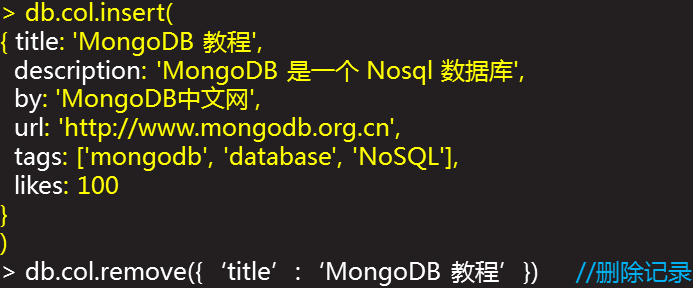 > db.col.insert(
{ title: 'MongoDB 教程',
description: 'MongoDB 是一个 Nosql 数据库',
by: 'MongoDB中文网',
url: 'http://www.mongodb.org.cn',
tags: ['mongodb', 'database', 'NoSQL'],
likes: 100
}
)
> db.col.remove({‘title’:‘MongoDB 教程’}) //删除记录